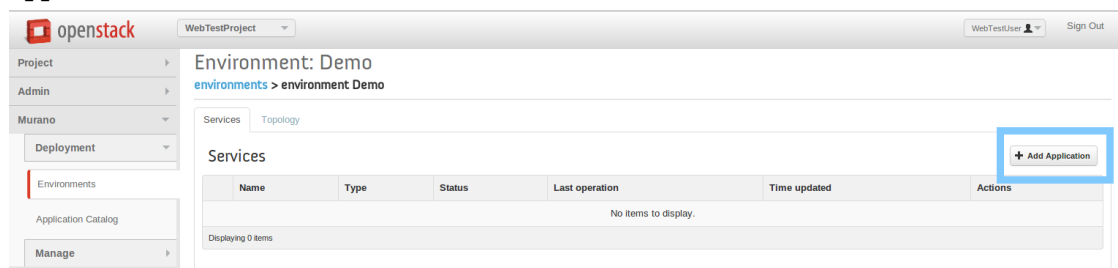 openstack
WebTestProject
WebTestUser
Sign Out
Project
Admin
Murano
Deployment
Environments
Application Catalog
Manage
Environment: Demo
environments > environment Demo
Services Topology
Services
+ Add Application
Name Type Status Last operation Time updated Actions
No items to display.
Displaying 0 items